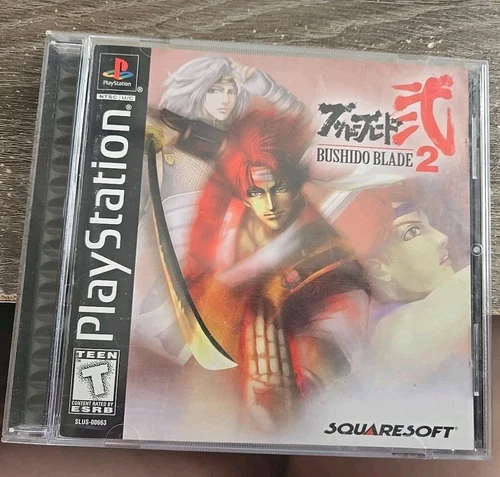 PlayStation
®
NTSC U/C
PlayStation
®
TEEN
T
CONTENT RATED BY
ESRB
SLUS-00663
ブシドーブレード弐
BUSHIDO BLADE 2
SQUARESOFT®